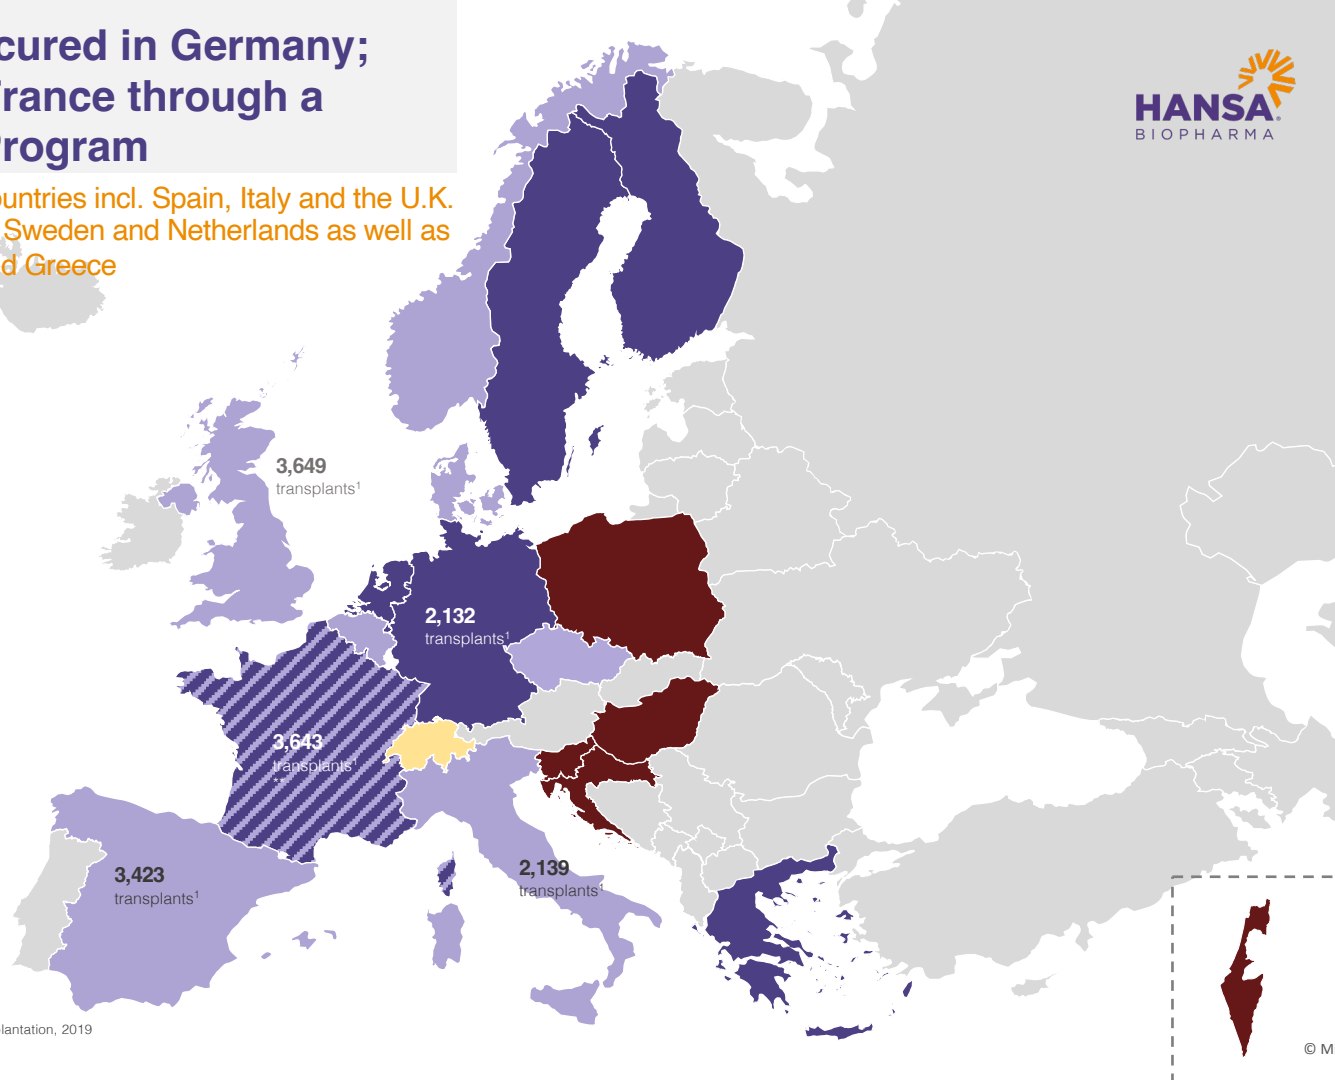 cured in Germany;
rance through a
rogram
untries incl. Spain, Italy and the U.K.
Sweden and Netherlands as well as
d Greece
HANSA
BIOPHARMA
3,649
transplants¹
2,132
transplants¹
3,643
transplants¹
**
3,423
transplants¹
2,139
transplants¹
lantation, 2019
© M